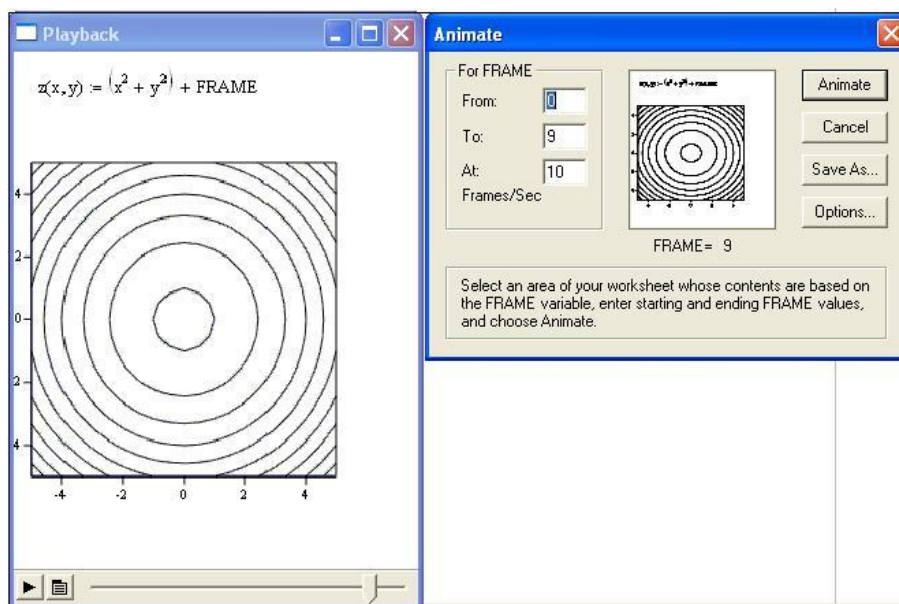 Playback
z(x,y) := (x² + y²) + FRAME
4
2
0
2
4
-4 -2 0 2 4
Animate
For FRAME
From: 0
To: 9
At: 10
Frames/Sec
Animate
Cancel
Save As...
Options...
FRAME= 9
Select an area of your worksheet whose contents are based on
the FRAME variable, enter starting and ending FRAME values,
and choose Animate.